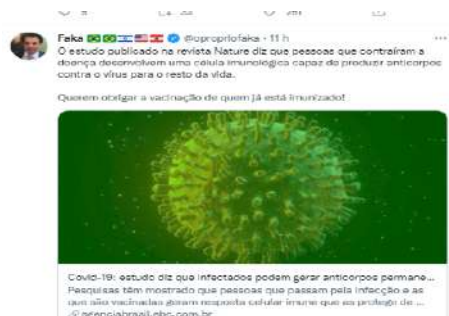 Faka @oproprlofaka · 11 h
O estudo publicado na revista Nature diz que pessoas que contraíram a
doença desenvolvem uma célula imunológica capaz de produzir anticorpos
contra o vírus para o resto da vida.
Querem obrigar a vacinação de quem já está imunizado!
Covid-19: estudo diz que infectados podem gerar anticorpos permane...
Pesquisas têm mostrado que pessoas que passam pela infecção e as
que são vacinadas geram resposta celular imune que as protege de ...
agenciabrasil.ebc.com.br